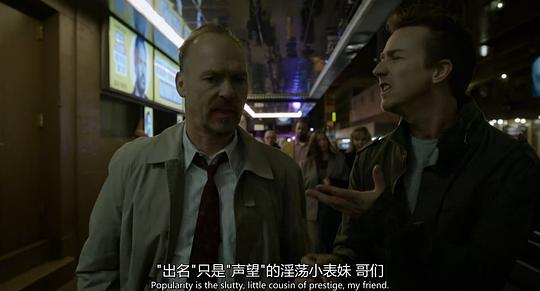 "出名"只是"声望"的淫荡小表妹 哥们
Popularity is the slutty, little cousin of prestige, my friend.